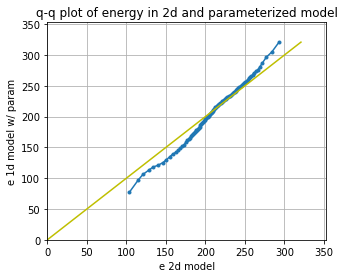 q-q plot of energy in 2d and parameterized model
350
300
250
200
150
100
50
0
e 1d model w/ param
0 50 100 150 200 250 300 350
e 2d model